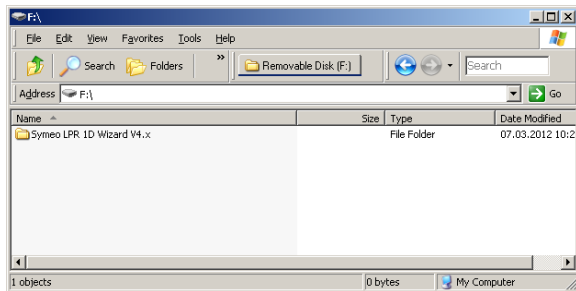 F:\
File Edit View Favorites Tools Help
Search Folders » Removable Disk (F:) Search
Address F:\ Go
Name Size Type Date Modified
Symeo LPR 1D Wizard V4.x File Folder 07.03.2012 10:2
1 objects 0 bytes My Computer